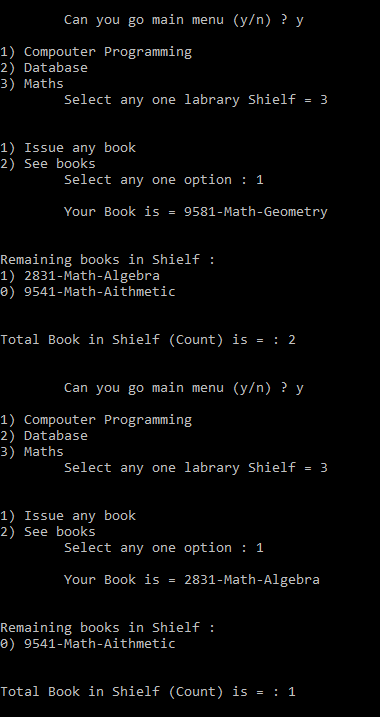 Can you go main menu (y/n) ? y
1) Compouter Programming
2) Database
3) Maths
Select any one labrary Shielf = 3
1) Issue any book
2) See books
Select any one option : 1
Your Book is = 9581-Math-Geometry
Remaining books in Shielf :
1) 2831-Math-Algebra
0) 9541-Math-Aithmetic
Total Book in Shielf (Count) is = : 2
Can you go main menu (y/n) ? y
1) Compouter Programming
2) Database
3) Maths
Select any one labrary Shielf = 3
1) Issue any book
2) See books
Select any one option : 1
Your Book is = 2831-Math-Algebra
Remaining books in Shielf :
0) 9541-Math-Aithmetic
Total Book in Shielf (Count) is = : 1